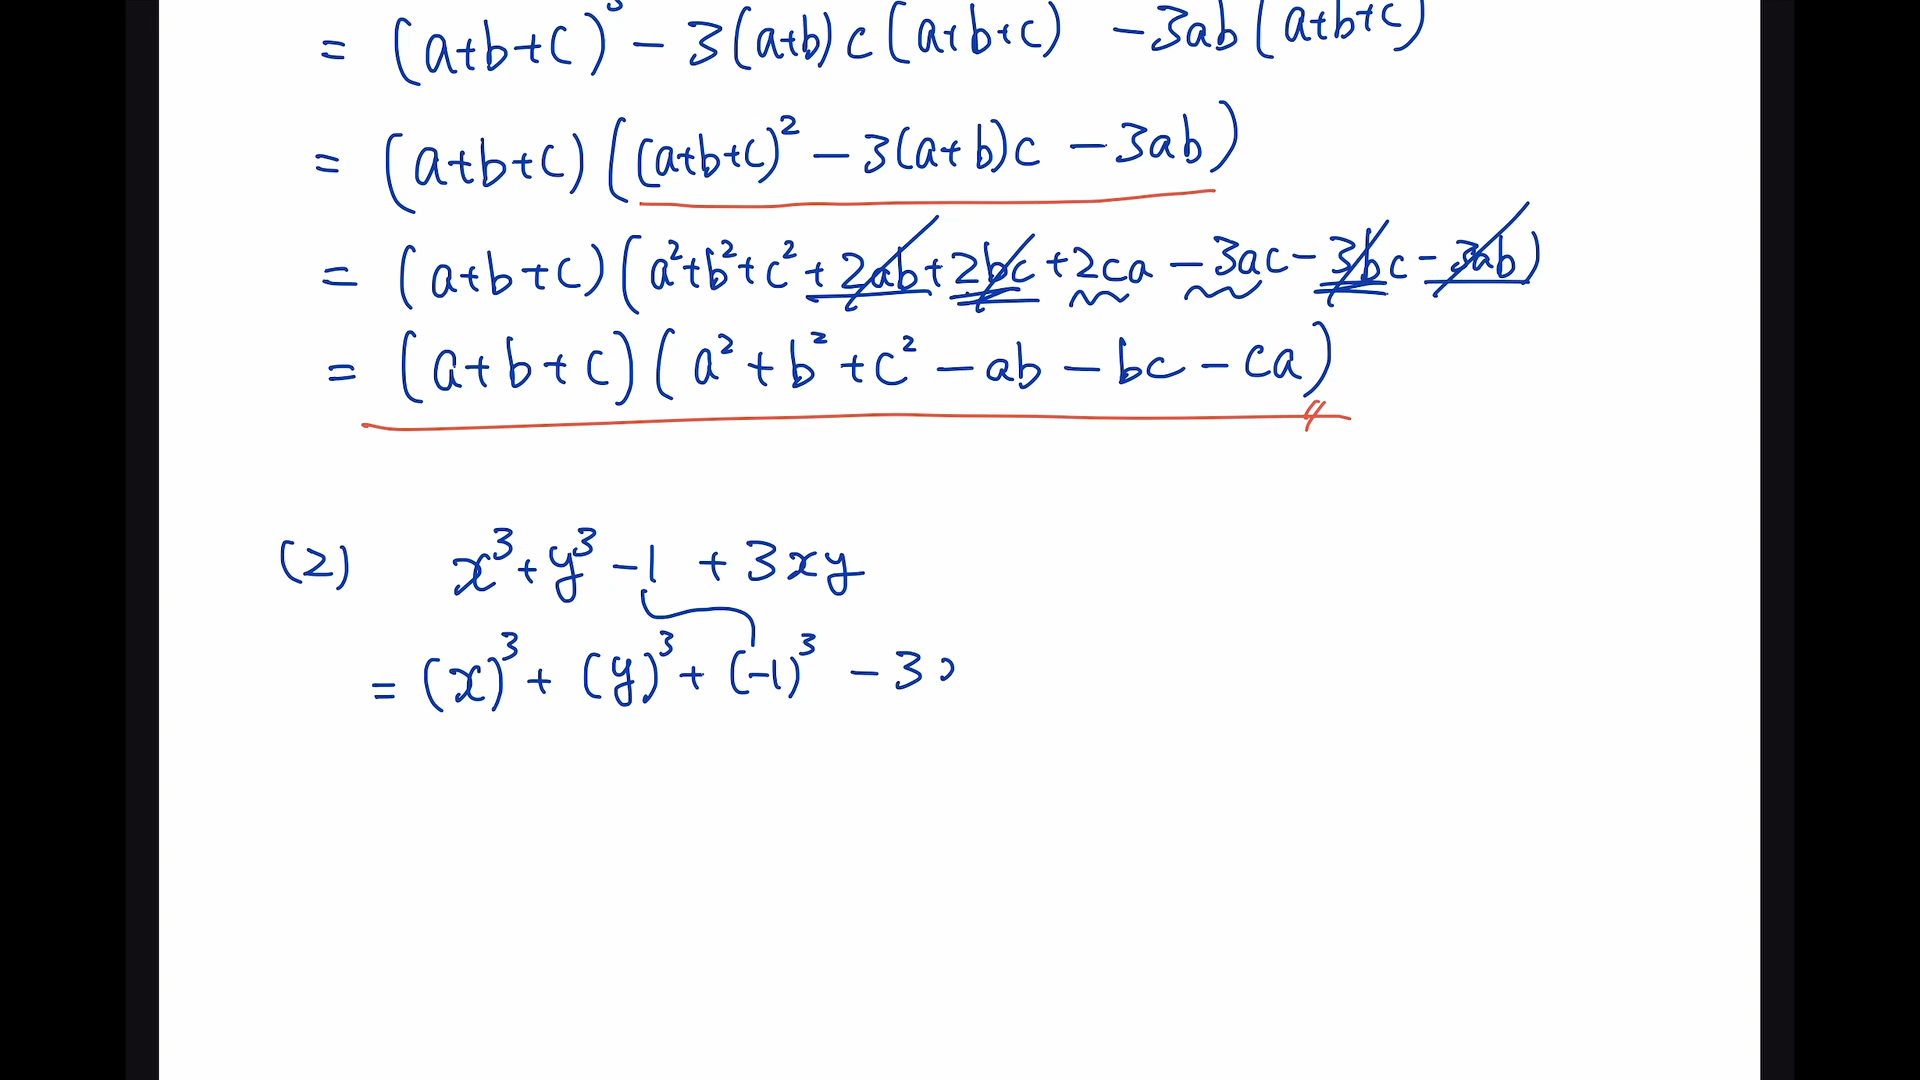 = (a+b+c)³ - 3(a+b)c(a+b+c) - 3ab(a+b+c)
= (a+b+c)((a+b+c)² - 3(a+b)c - 3ab)
= (a+b+c)(a²+b²+c²+2ab+2bc+2ca-3ac-3bc-3ab)
= (a+b+c)(a²+b²+c²-ab-bc-ca)
(2) x³+y³-1+3xy
= (x)³+(y)³+(-1)³-3